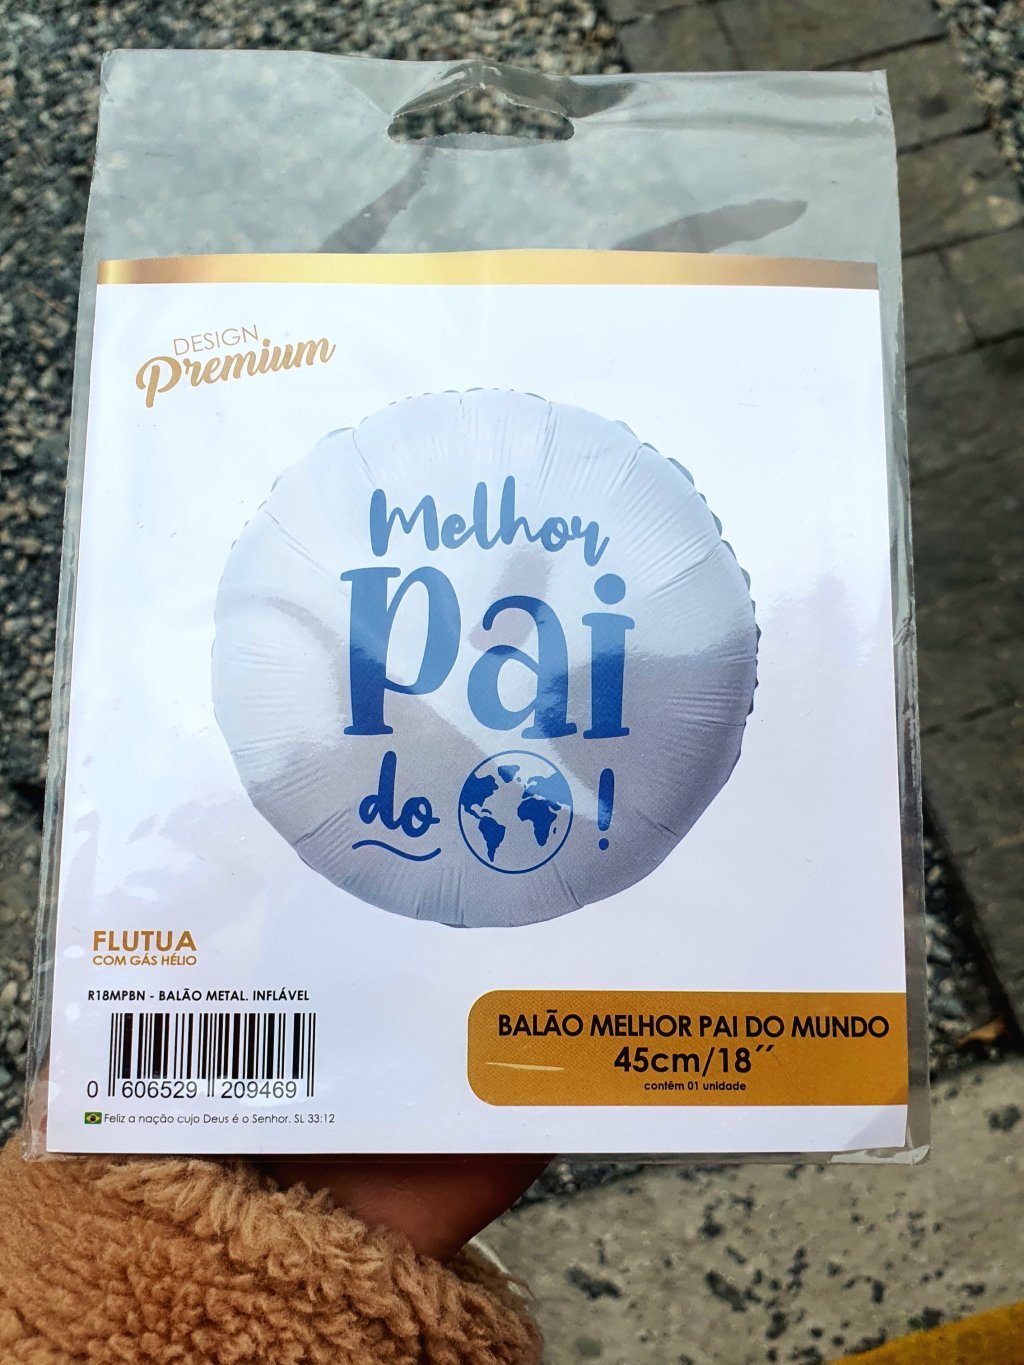 DESIGN
Premium
Melhor
Pai
do !
FLUTUA
COM GÁS HÉLIO
R18MPBN - BALÃO METAL. INFLÁVEL
0 606529 209469
Feliz a nação cujo Deus é o Senhor. SL 33:12
BALÃO MELHOR PAI DO MUNDO
45cm/18´´
contém 01 unidade